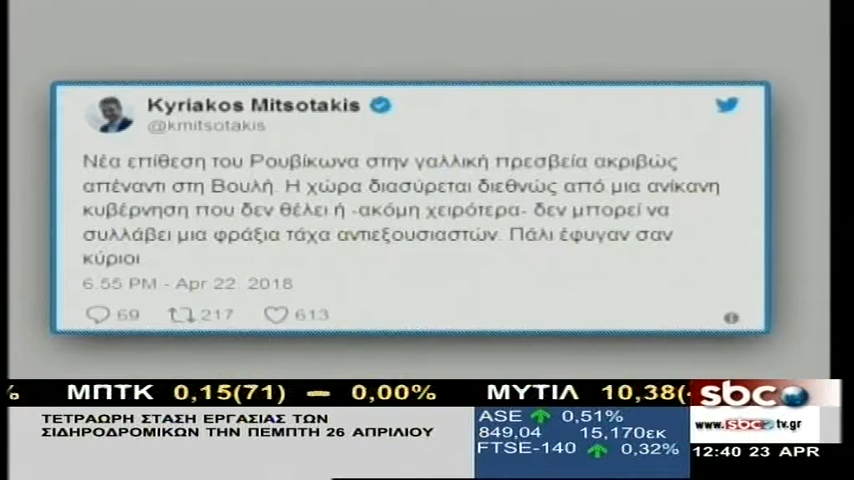 Kyriakos Mitsotakis
@kmitsotakis
Νέα επίθεση του Ρουβίκωνα στην γαλλική πρεσβεία ακριβώς
απέναντι στη Βουλή. Η χώρα διασύρεται διεθνώς από μια ανίκανη
κυβέρνηση που δεν θέλει ή -ακόμη χειρότερα- δεν μπορεί να
συλλάβει μια φράξια τάχα αντιεξουσιαστών. Πάλι έφυγαν σαν
κύριοι
6:55 PM - Apr 22, 2018
69 217 613
% ΜΠΤΚ 0,15(71) 0,00% ΜΥΤΙΛ 10,38(
sbc
ΤΕΤΡΑΩΡΗ ΣΤΑΣΗ ΕΡΓΑΣΙΑΣ ΤΩΝ
ΣΙΔΗΡΟΔΡΟΜΙΚΩΝ ΤΗΝ ΠΕΜΠΤΗ 26 ΑΠΡΙΛΙΟΥ
ASE 0,51%
849,04 15,170εκ
FTSE-140 0,32%
www.sbctv.gr
12:40 23 APR